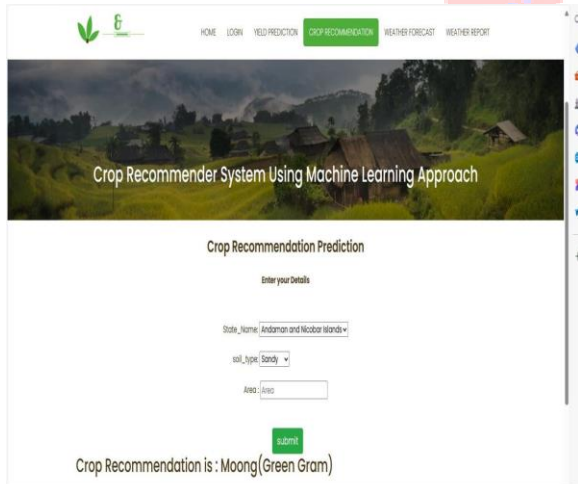 &
HOME LOGIN YIELD PREDICTION CROP RECOMMENDATION WEATHER FORECAST WEATHER REPORT
Crop Recommender System Using Machine Learning Approach
Crop Recommendation Prediction
Enter your Details
State_Name: Andaman and Nicobar Islands
soil_type: Sandy
Area : Area
submit
Crop Recommendation is : Moong(Green Gram)